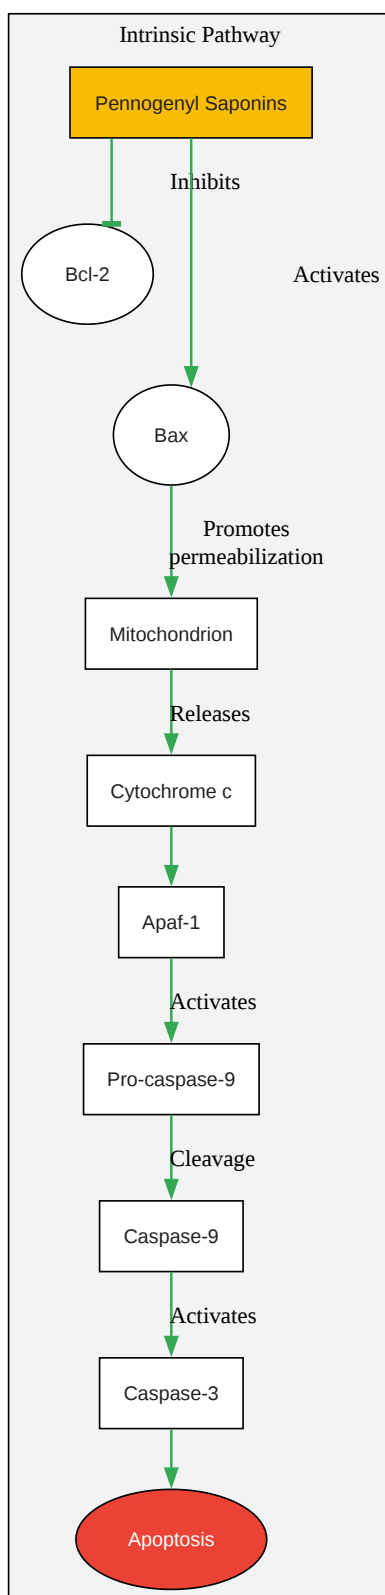 Intrinsic Pathway
Pennogenyl Saponins
Inhibits
Bcl-2
Activates
Bax
Promotes
permeabilization
Mitochondrion
Releases
Cytochrome c
Apaf-1
Activates
Pro-caspase-9
Cleavage
Caspase-9
Activates
Caspase-3
Apoptosis